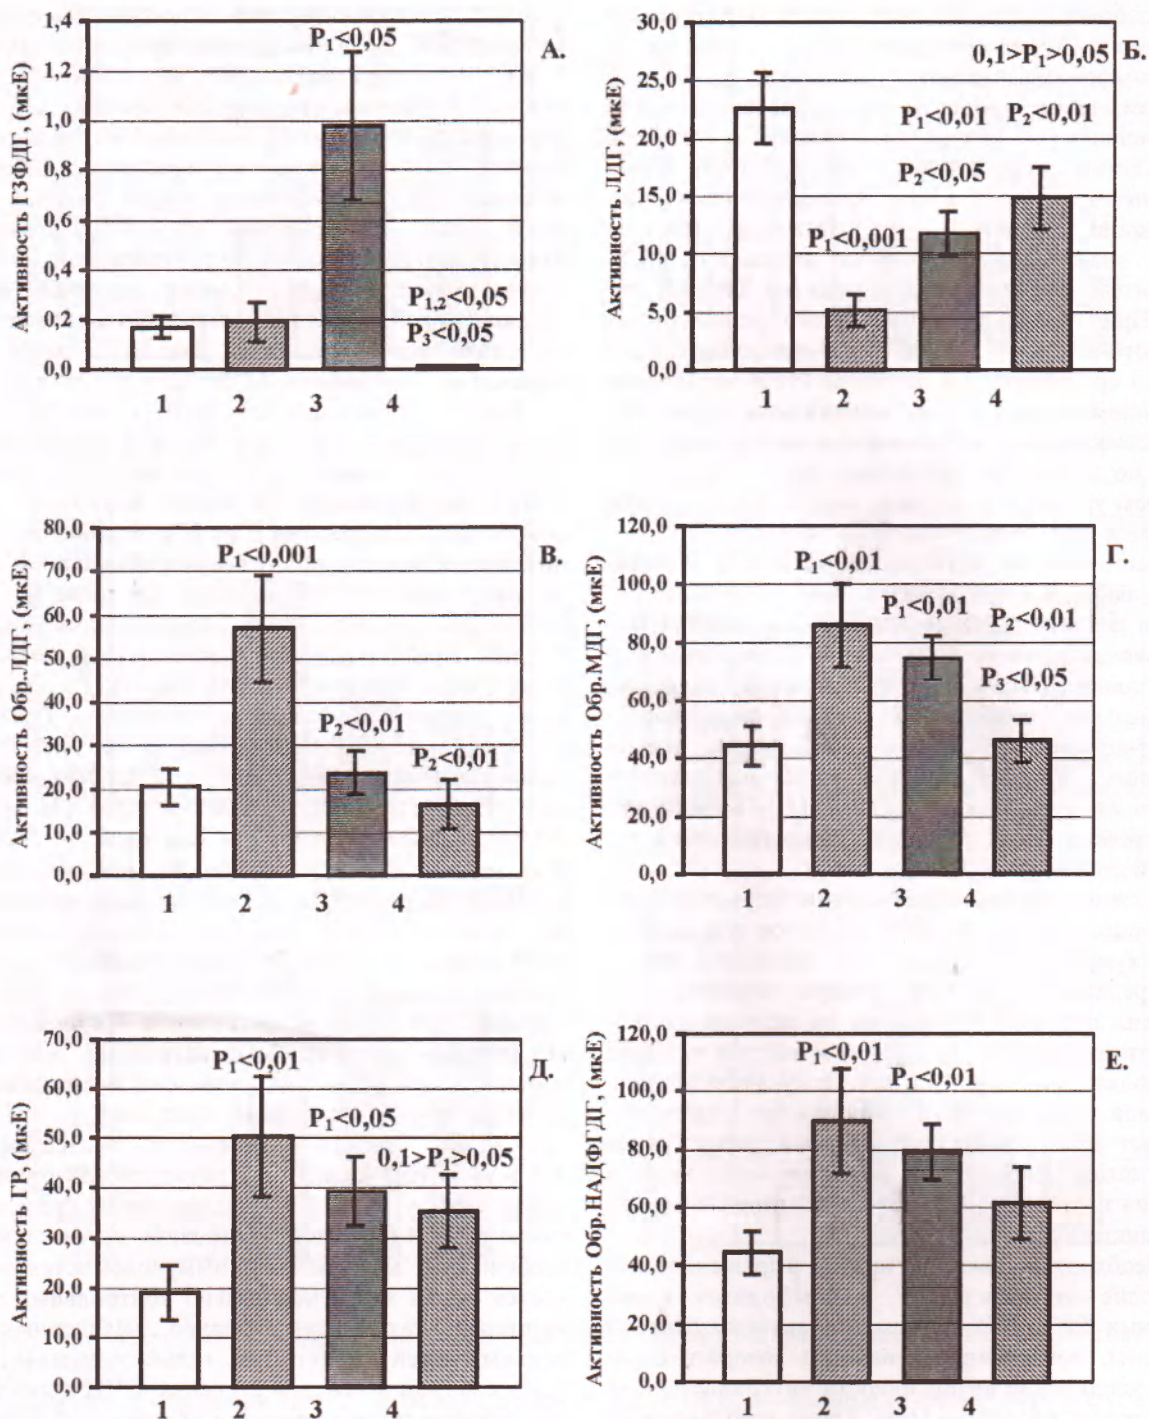 Активность ГЗФДГ, (мкЕ)
1,4
1,2
1,0
0,8
0,6
0,4
0,2
0,0
P1<0,05
P1,2<0,05
P3<0,05
А.
1 2 3 4
Активность ЛДГ, (мкЕ)
30,0
25,0
20,0
15,0
10,0
5,0
0,0
0,1>P1>0,05
P1<0,01 P2<0,01
P2<0,05
P1<0,001
Б.
1 2 3 4
Активность Обр.ЛДГ, (мкЕ)
80,0
70,0
60,0
50,0
40,0
30,0
20,0
10,0
0,0
P1<0,001
P2<0,01
P2<0,01
В.
1 2 3 4
Активность Обр.МДГ, (мкЕ)
120,0
100,0
80,0
60,0
40,0
20,0
0,0
P1<0,01
P1<0,01
P2<0,01
P3<0,05
Г.
1 2 3 4
Активность ГР, (мкЕ)
70,0
60,0
50,0
40,0
30,0
20,0
10,0
0,0
P1<0,01
P1<0,05
0,1>P1>0,05
Д.
1 2 3 4
Активность Обр.НАДФГДГ, (мкЕ)
120,0
100,0
80,0
60,0
40,0
20,0
0,0
P1<0,01
P1<0,01
Е.
1 2 3 4